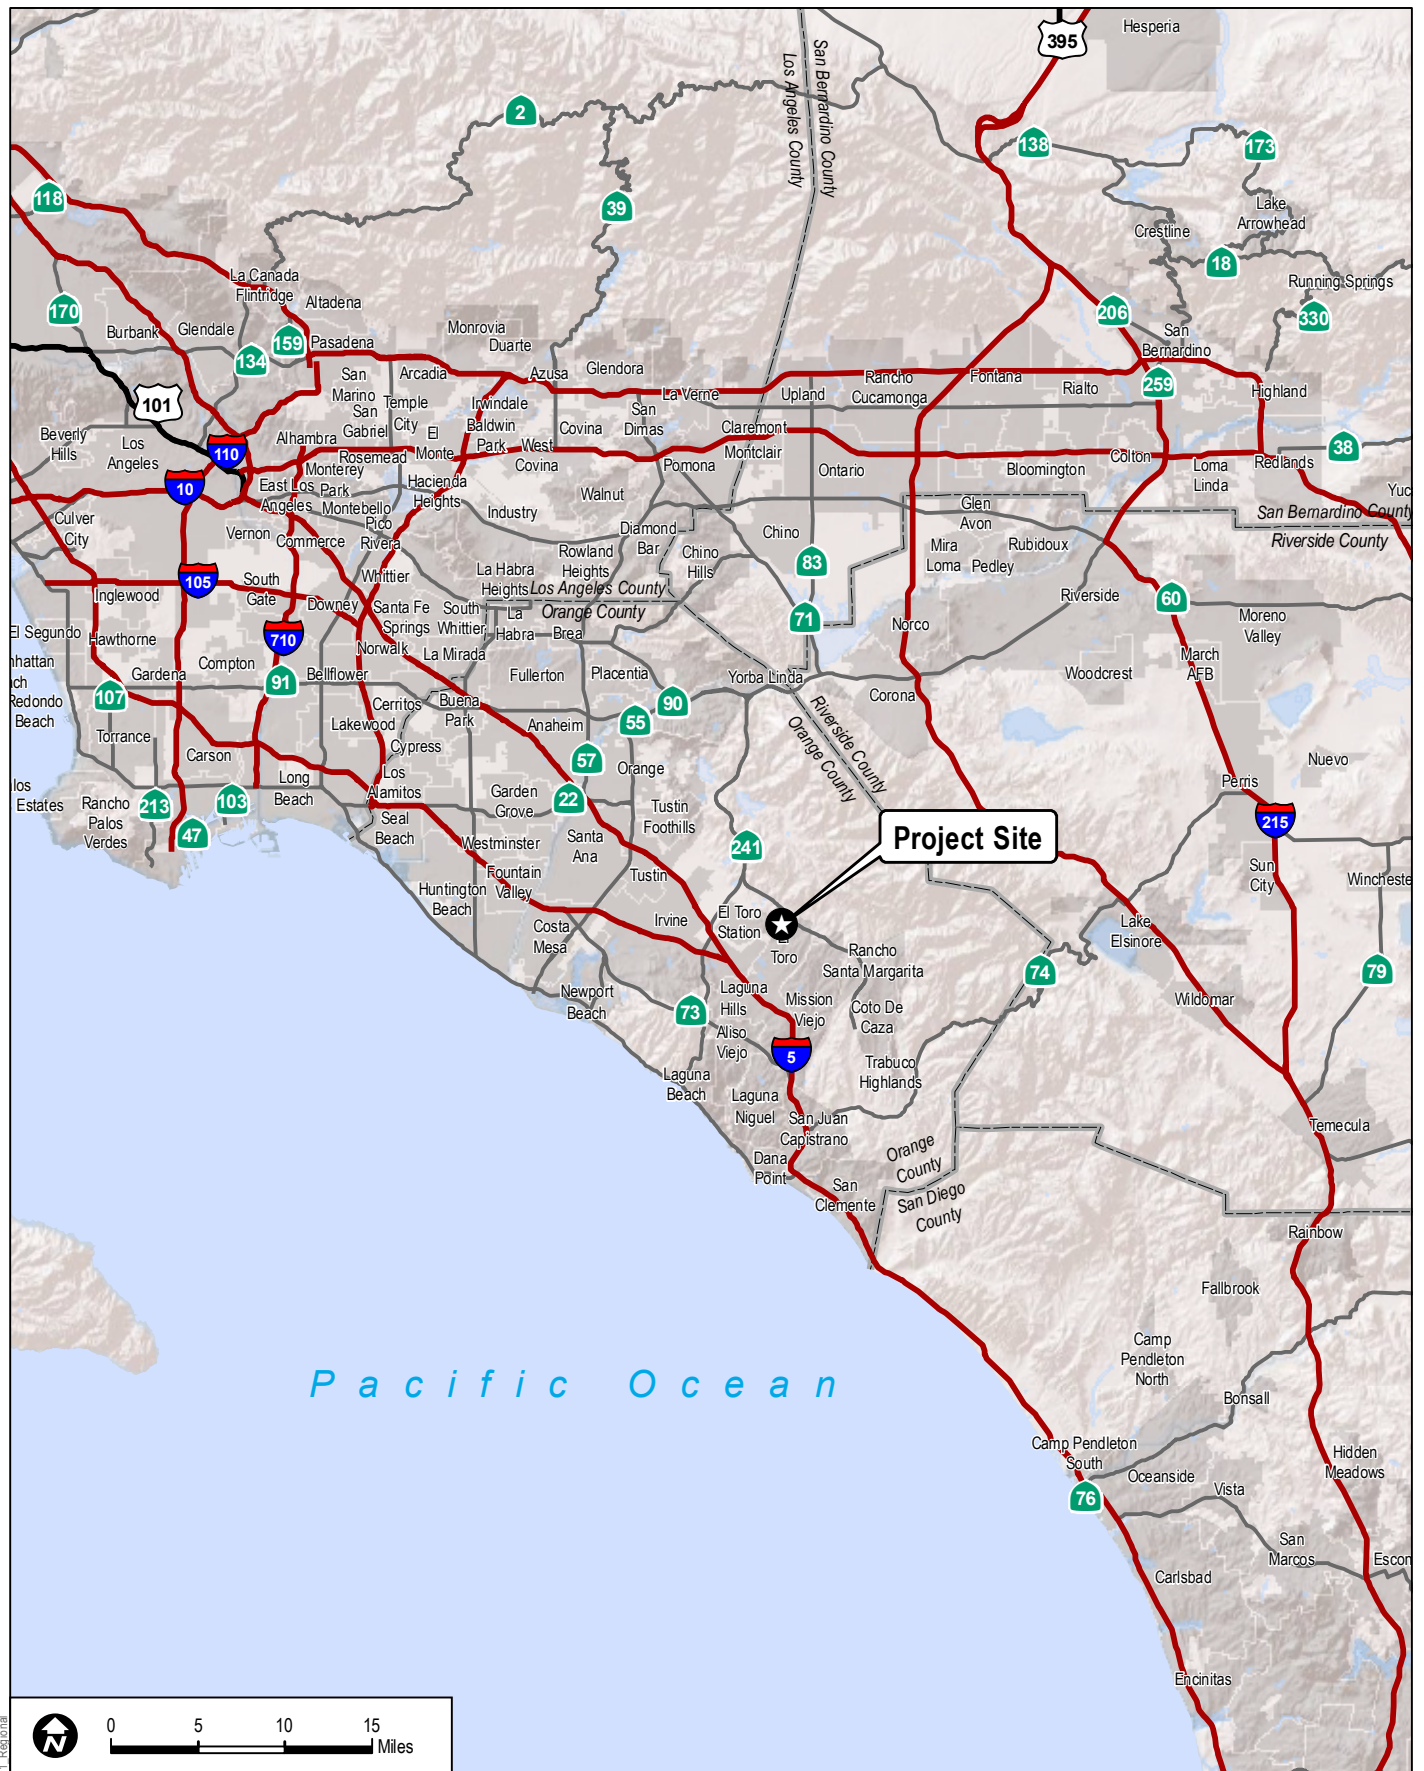 Hesperia
395
San Bernardino County
Los Angeles County
2
138
173
118
39
Lake
Arrowhead
Crestline
18
La Canada
Flintridge
Altadena
Running Springs
170
206
330
Burbank
Glendale
159
Pasadena
Monrovia
Duarte
San
Bernardino
134
Azusa
Glendora
San
Marino
Arcadia
La Verne
Upland
Rancho
Cucamonga
Fontana
Rialto
259
Highland
101
San
Gabriel
Temple
City
Irwindale
San
Dimas
Beverly
Hills
Los
Angeles
110
Alhambra
El
Monte
Baldwin
Park
Covina
Claremont
Montclair
38
Rosemead
West
Covina
Pomona
Ontario
Bloomington
Colton
Loma
Linda
Redlands
Monterey
Park
10
East Los
Angeles
Hacienda
Heights
Walnut
Yuc
Montebello
Culver
City
Vernon
Commerce
Pico
Rivera
Industry
Diamond
Bar
Chino
Glen
Avon
San Bernardino County
Riverside County
Rowland
Heights
Chino
Hills
Mira
Loma
Pedley
Rubidoux
83
105
South
Gate
Whittier
La Habra
Heights
Los Angeles County
Orange County
Inglewood
Downey
Santa Fe
Springs
South
Whittier
La
Habra
Brea
71
Norco
Riverside
60
Moreno
Valley
El Segundo
Hawthorne
710
Norwalk
La Mirada
nhattan
ach
Gardena
Compton
91
Bellflower
Fullerton
Placentia
Yorba Linda
Corona
Woodcrest
March
AFB
Redondo
Beach
107
Cerritos
Buena
Park
90
Riverside County
Orange County
Lakewood
Anaheim
55
Torrance
Carson
Cypress
57
Orange
Nuevo
Perris
Long
Beach
Los
Alamitos
los
Estates
Rancho
Palos
Verdes
213
103
Garden
Grove
22
Tustin
Foothills
215
47
Seal
Beach
Westminster
Santa
Ana
241
Project Site
Fountain
Valley
Tustin
Sun
City
Wincheste
Huntington
Beach
Costa
Mesa
Irvine
El Toro
Station
El
Toro
Lake
Elsinore
Rancho
Santa Margarita
74
79
Newport
Beach
73
Laguna
Hills
Mission
Viejo
Coto De
Caza
Wildomar
Aliso
Viejo
5
Laguna
Beach
Trabuco
Highlands
Laguna
Niguel
San Juan
Capistrano
Temecula
Dana
Point
Orange
County
San
Clemente
San Diego
County
Rainbow
Fallbrook
Camp
Pendleton
North
Pacific Ocean
Bonsall
Camp Pendleton
South
Hidden
Meadows
Oceanside
76
Vista
San
Marcos
Escon
Carlsbad
Encinitas
N
0 5 10 15
Miles